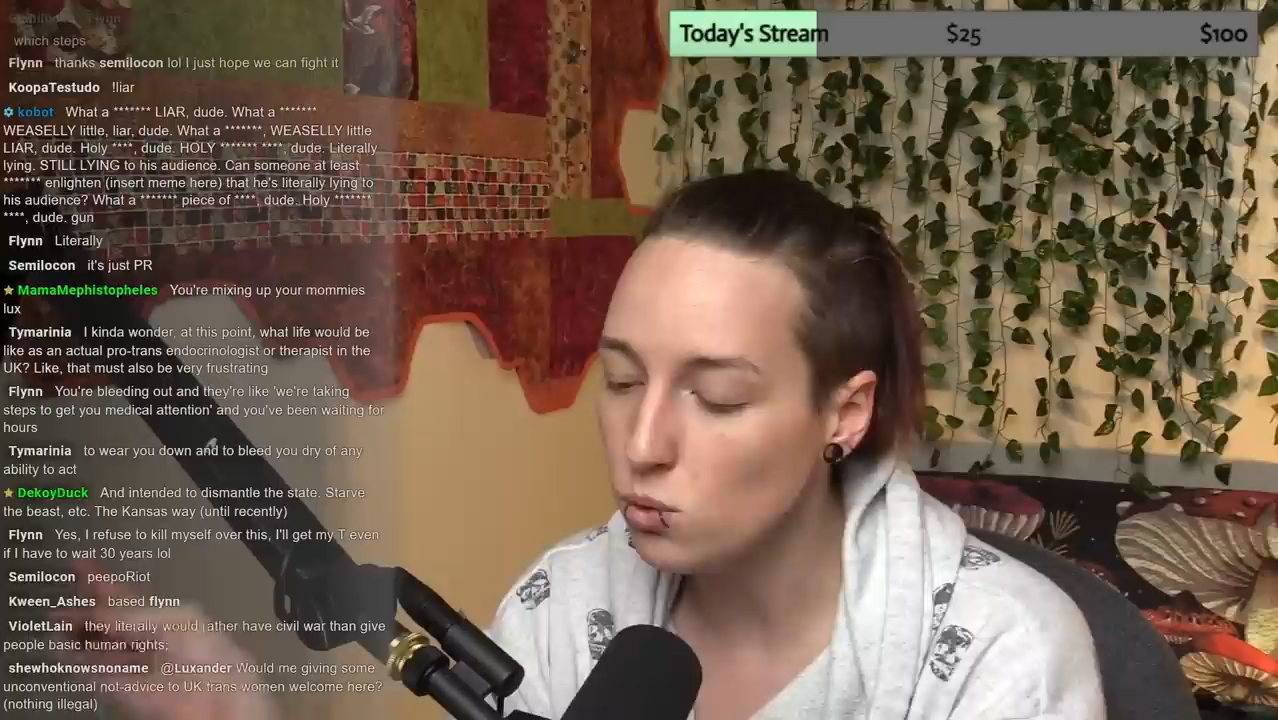 Today's Stream $25 $100
Semilocon Flynn
which steps
Flynn thanks semilocon lol I just hope we can fight it
KoopaTestudo !liar
kobot What a ******* LIAR, dude. What a *******
WEASELLY little, liar, dude. What a *******, WEASELLY little
LIAR, dude. Holy ****, dude. HOLY ******* ****, dude. Literally
lying. STILL LYING to his audience. Can someone at least
******* enlighten (insert meme here) that he's literally lying to
his audience? What a ******* piece of ****, dude. Holy *******
****, dude. gun
Flynn Literally
Semilocon it's just PR
MamaMephistopheles You're mixing up your mommies
lux
Tymarinia I kinda wonder, at this point, what life would be
like as an actual pro-trans endocrinologist or therapist in the
UK? Like, that must also be very frustrating
Flynn You're bleeding out and they're like 'we're taking
steps to get you medical attention' and you've been waiting for
hours
Tymarinia to wear you down and to bleed you dry of any
ability to act
DekoyDuck And intended to dismantle the state. Starve
the beast, etc. The Kansas way (until recently)
Flynn Yes, I refuse to kill myself over this, I'll get my T even
if I have to wait 30 years lol
Semilocon peepoRiot
Kween_Ashes based flynn
VioletLain they literally would rather have civil war than give
people basic human rights;
shewhoknowsnoname @Luxander Would me giving some
unconventional not-advice to UK trans women welcome here?
(nothing illegal)